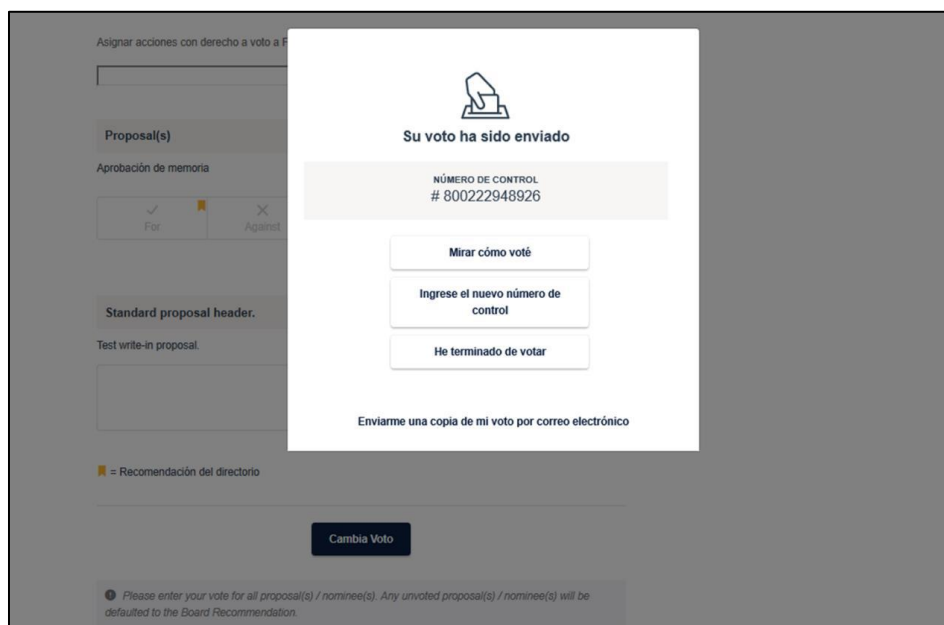 Asignar acciones con derecho a voto a
Su voto ha sido enviado
Proposal(s)
Aprobación de memoria
NÚMERO DE CONTROL
# 800222948926
For
Against
Mirar cómo voté
Ingrese el nuevo número de
control
Standard proposal header.
Test write-in proposal.
He terminado de votar
Enviarme una copia de mi voto por correo electrónico
= Recomendación del directorio
Cambia Voto
Please enter your vote for all proposal(s) / nominee(s). Any unvoted proposal(s) / nominee(s) will be
defaulted to the Board Recommendation.